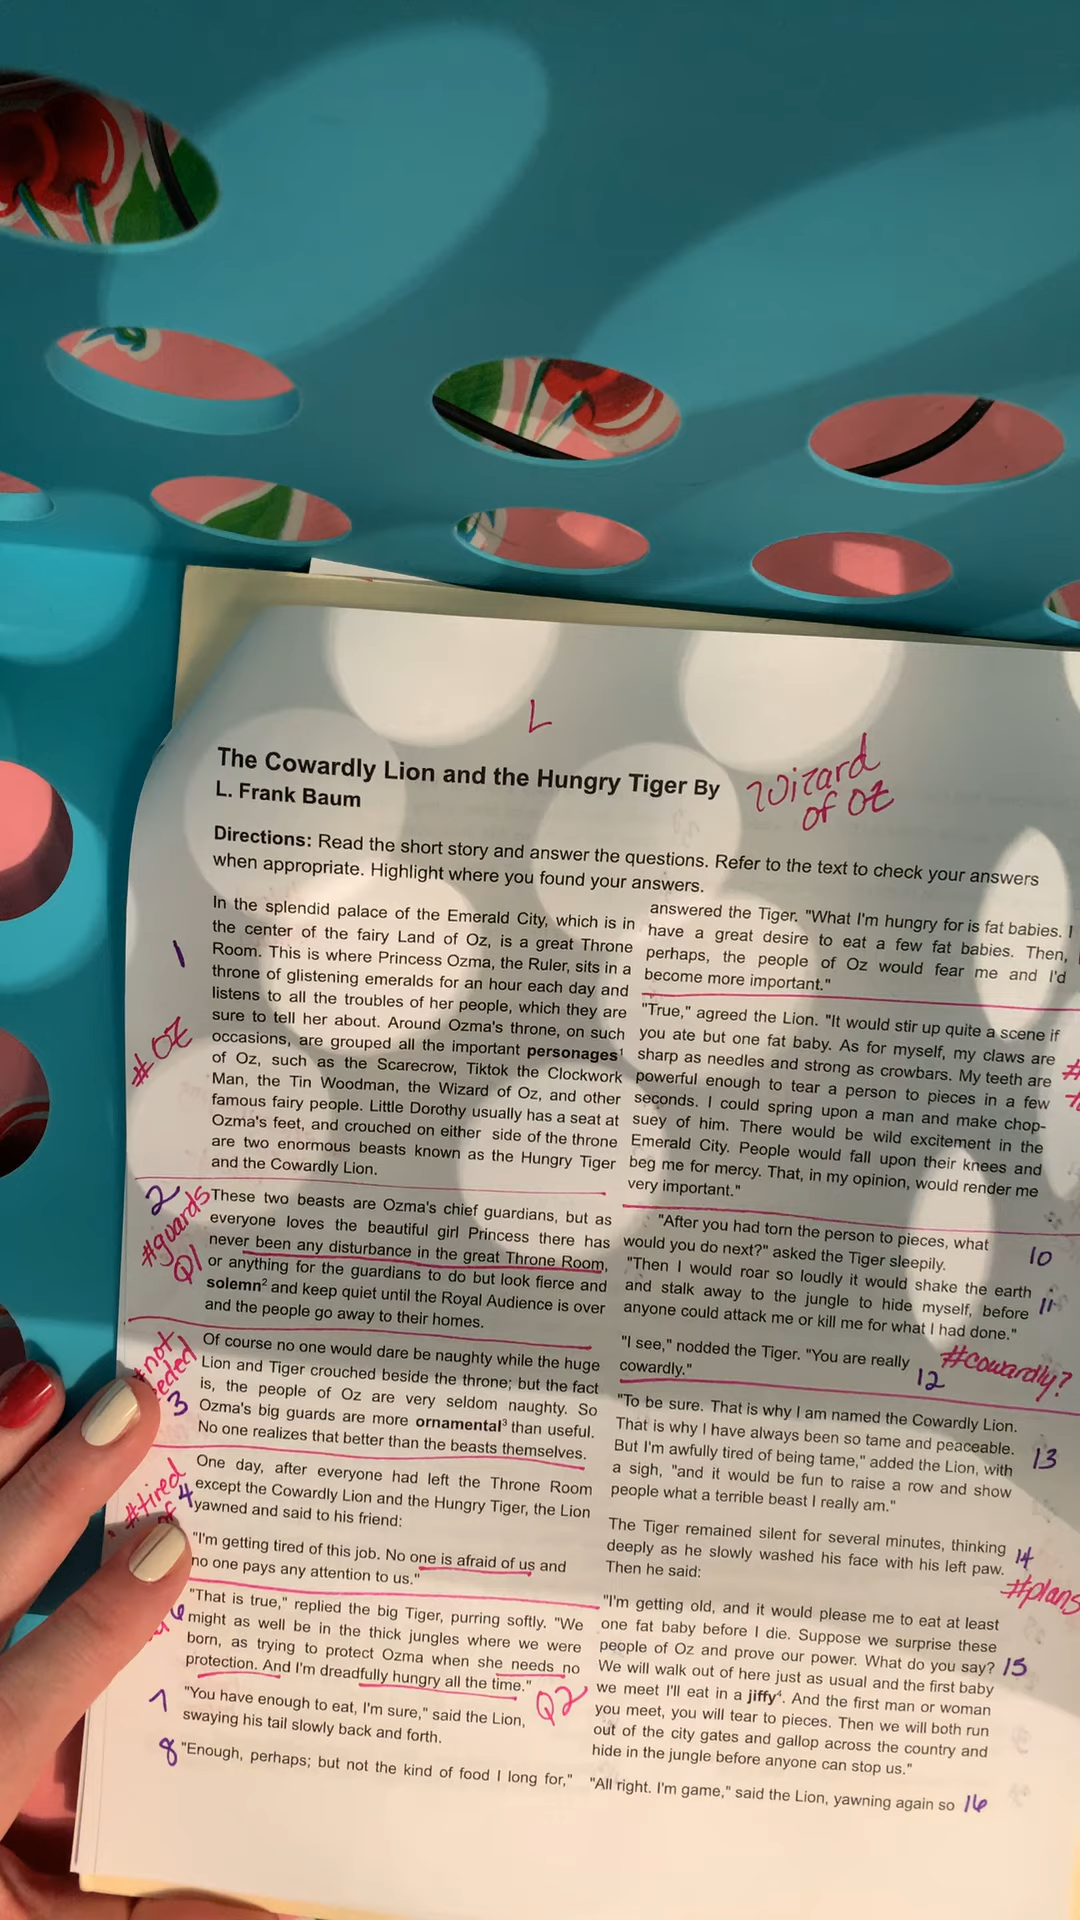 L
The Cowardly Lion and the Hungry Tiger By
L. Frank Baum
Wizard
of Oz
Directions: Read the short story and answer the questions. Refer to the text to check your answers
when appropriate. Highlight where you found your answers.
In the splendid palace of the Emerald City, which is in
the center of the fairy Land of Oz, is a great Throne
1
Room. This is where Princess Ozma, the Ruler, sits in a
throne of glistening emeralds for an hour each day and
listens to all the troubles of her people, which they are
sure to tell her about. Around Ozma's throne, on such
#OZ
occasions, are grouped all the important personages¹
of Oz, such as the Scarecrow, Tiktok the Clockwork
Man, the Tin Woodman, the Wizard of Oz, and other
famous fairy people. Little Dorothy usually has a seat at
Ozma's feet, and crouched on either side of the throne
are two enormous beasts known as the Hungry Tiger
and the Cowardly Lion.
2
#guards
Q1
These two beasts are Ozma's chief guardians, but as
everyone loves the beautiful girl Princess there has
never been any disturbance in the great Throne Room,
or anything for the guardians to do but look fierce and
solemn² and keep quiet until the Royal Audience is over
and the people go away to their homes.
not
3
Of course no one would dare be naughty while the huge
Lion and Tiger crouched beside the throne; but the fact
is, the people of Oz are very seldom naughty. So
Ozma's big guards are more ornamental³ than useful.
No one realizes that better than the beasts themselves.
#tired
of
4
One day, after everyone had left the Throne Room
except the Cowardly Lion and the Hungry Tiger, the Lion
yawned and said to his friend:
"I'm getting tired of this job. No one is afraid of us and
no one pays any attention to us."
6
"That is true," replied the big Tiger, purring softly. "We
might as well be in the thick jungles where we were
born, as trying to protect Ozma when she needs no
protection. And I'm dreadfully hungry all the time."
Q2
7
"You have enough to eat, I'm sure," said the Lion,
swaying his tail slowly back and forth.
8
"Enough, perhaps; but not the kind of food I long for,"
answered the Tiger. "What I'm hungry for is fat babies. I
have a great desire to eat a few fat babies. Then,
perhaps, the people of Oz would fear me and I'd
become more important."
"True," agreed the Lion. "It would stir up quite a scene if
you ate but one fat baby. As for myself, my claws are
sharp as needles and strong as crowbars. My teeth are
powerful enough to tear a person to pieces in a few
seconds. I could spring upon a man and make chop-
suey of him. There would be wild excitement in the
Emerald City. People would fall upon their knees and
beg me for mercy. That, in my opinion, would render me
very important."
"After you had torn the person to pieces, what
would you do next?" asked the Tiger sleepily.
10
"Then I would roar so loudly it would shake the earth
and stalk away to the jungle to hide myself, before
anyone could attack me or kill me for what I had done."
11
"I see," nodded the Tiger. "You are really
cowardly."
12
#cowardly?
"To be sure. That is why I am named the Cowardly Lion.
That is why I have always been so tame and peaceable.
But I'm awfully tired of being tame," added the Lion, with
a sigh, "and it would be fun to raise a row and show
people what a terrible beast I really am."
13
The Tiger remained silent for several minutes, thinking
deeply as he slowly washed his face with his left paw.
Then he said:
14
#plans
"I'm getting old, and it would please me to eat at least
one fat baby before I die. Suppose we surprise these
people of Oz and prove our power. What do you say?
We will walk out of here just as usual and the first baby
we meet I'll eat in a jiffy⁴. And the first man or woman
you meet, you will tear to pieces. Then we will both run
out of the city gates and gallop across the country and
hide in the jungle before anyone can stop us."
15
"All right. I'm game," said the Lion, yawning again so
16